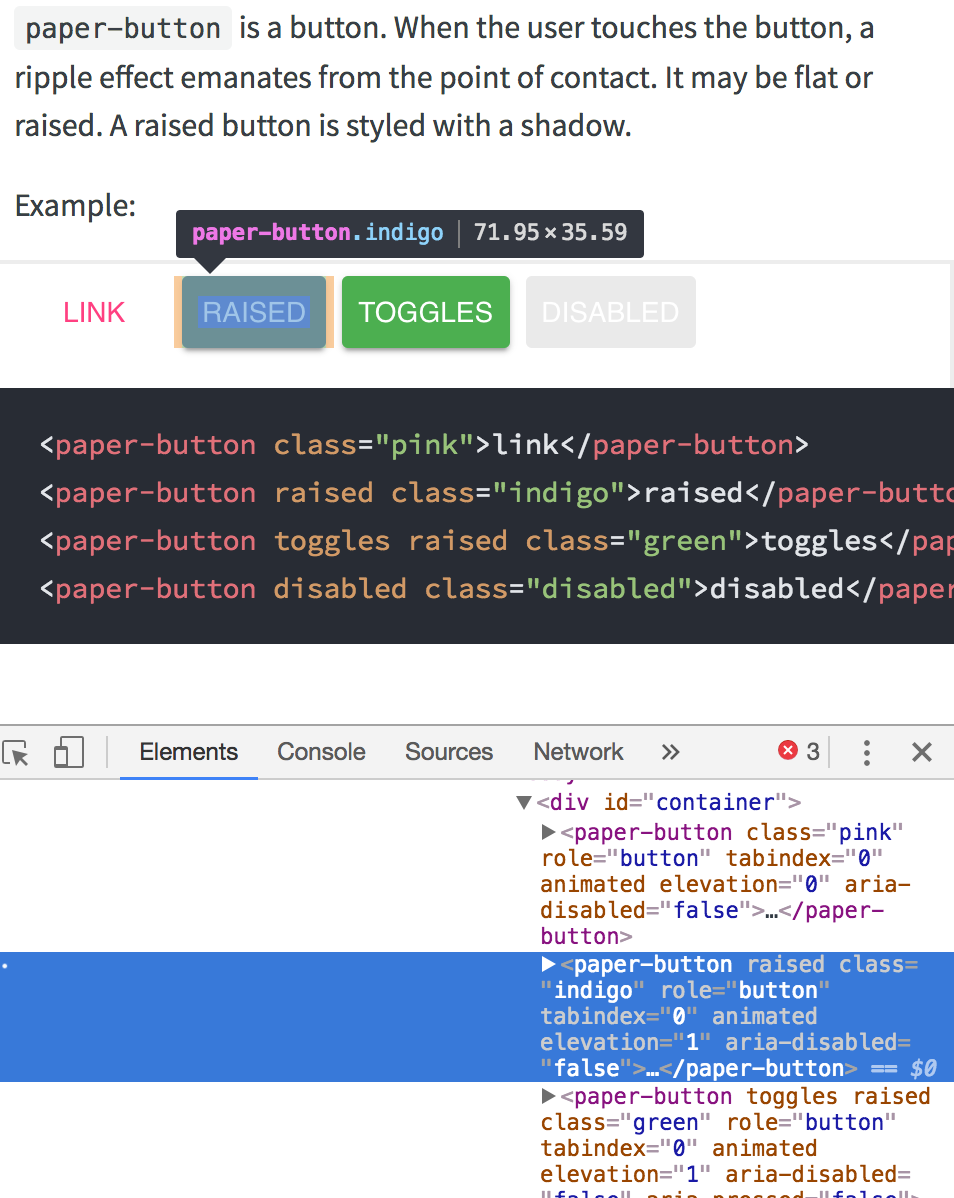 paper-button is a button. When the user touches the button, a
ripple effect emanates from the point of contact. It may be flat or
raised. A raised button is styled with a shadow.
Example:
paper-button.indigo | 71.95×35.59
LINK RAISED TOGGLES DISABLED
<paper-button class="pink">link</paper-button>
<paper-button raised class="indigo">raised</paper-butto
<paper-button toggles raised class="green">toggles</pap
<paper-button disabled class="disabled">disabled</paper
Elements Console Sources Network » 3
▼<div id="container">
▶<paper-button class="pink"
role="button" tabindex="0"
animated elevation="0" aria-
disabled="false">…</paper-
button>
▶<paper-button raised class=
"indigo" role="button"
tabindex="0" animated
elevation="1" aria-disabled=
"false">…</paper-button> == $0
▶<paper-button toggles raised
class="green" role="button"
tabindex="0" animated
elevation="1" aria-disabled=
"false" aria-pressed="false">